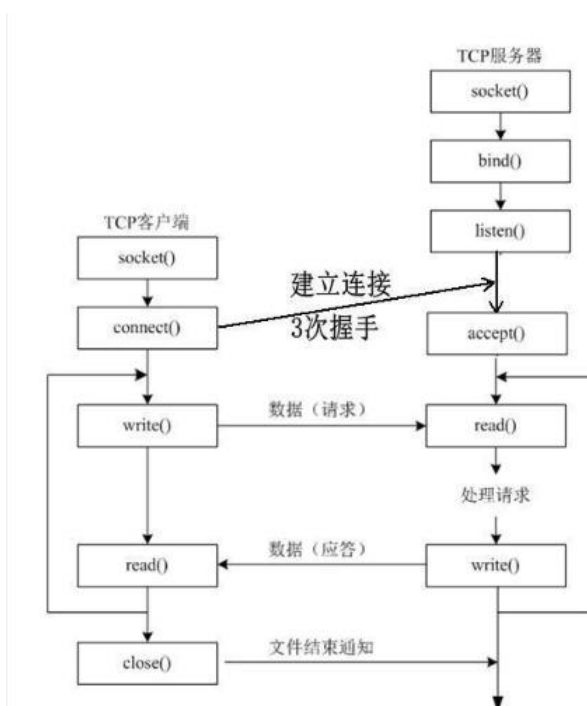 TCP服务器
socket()
bind()
listen()
TCP客户端
socket()
connect()
建立连接
3次握手
accept()
write()
数据（请求）
read()
处理请求
read()
数据（应答）
write()
close()
文件结束通知